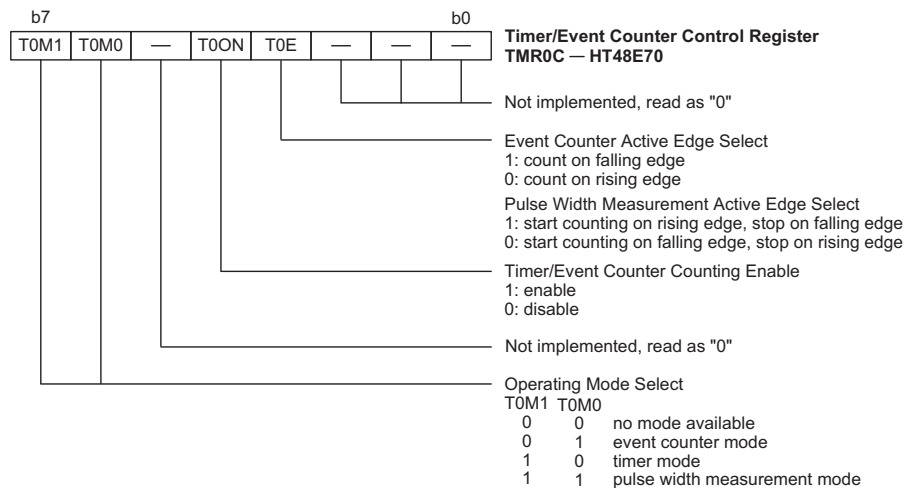 b7 b0
T0M1 T0M0 — T0ON T0E — — —
Timer/Event Counter Control Register
TMR0C — HT48E70
Not implemented, read as "0"
Event Counter Active Edge Select
1: count on falling edge
0: count on rising edge
Pulse Width Measurement Active Edge Select
1: start counting on rising edge, stop on falling edge
0: start counting on falling edge, stop on rising edge
Timer/Event Counter Counting Enable
1: enable
0: disable
Not implemented, read as "0"
Operating Mode Select
T0M1 T0M0
0 0 no mode available
0 1 event counter mode
1 0 timer mode
1 1 pulse width measurement mode